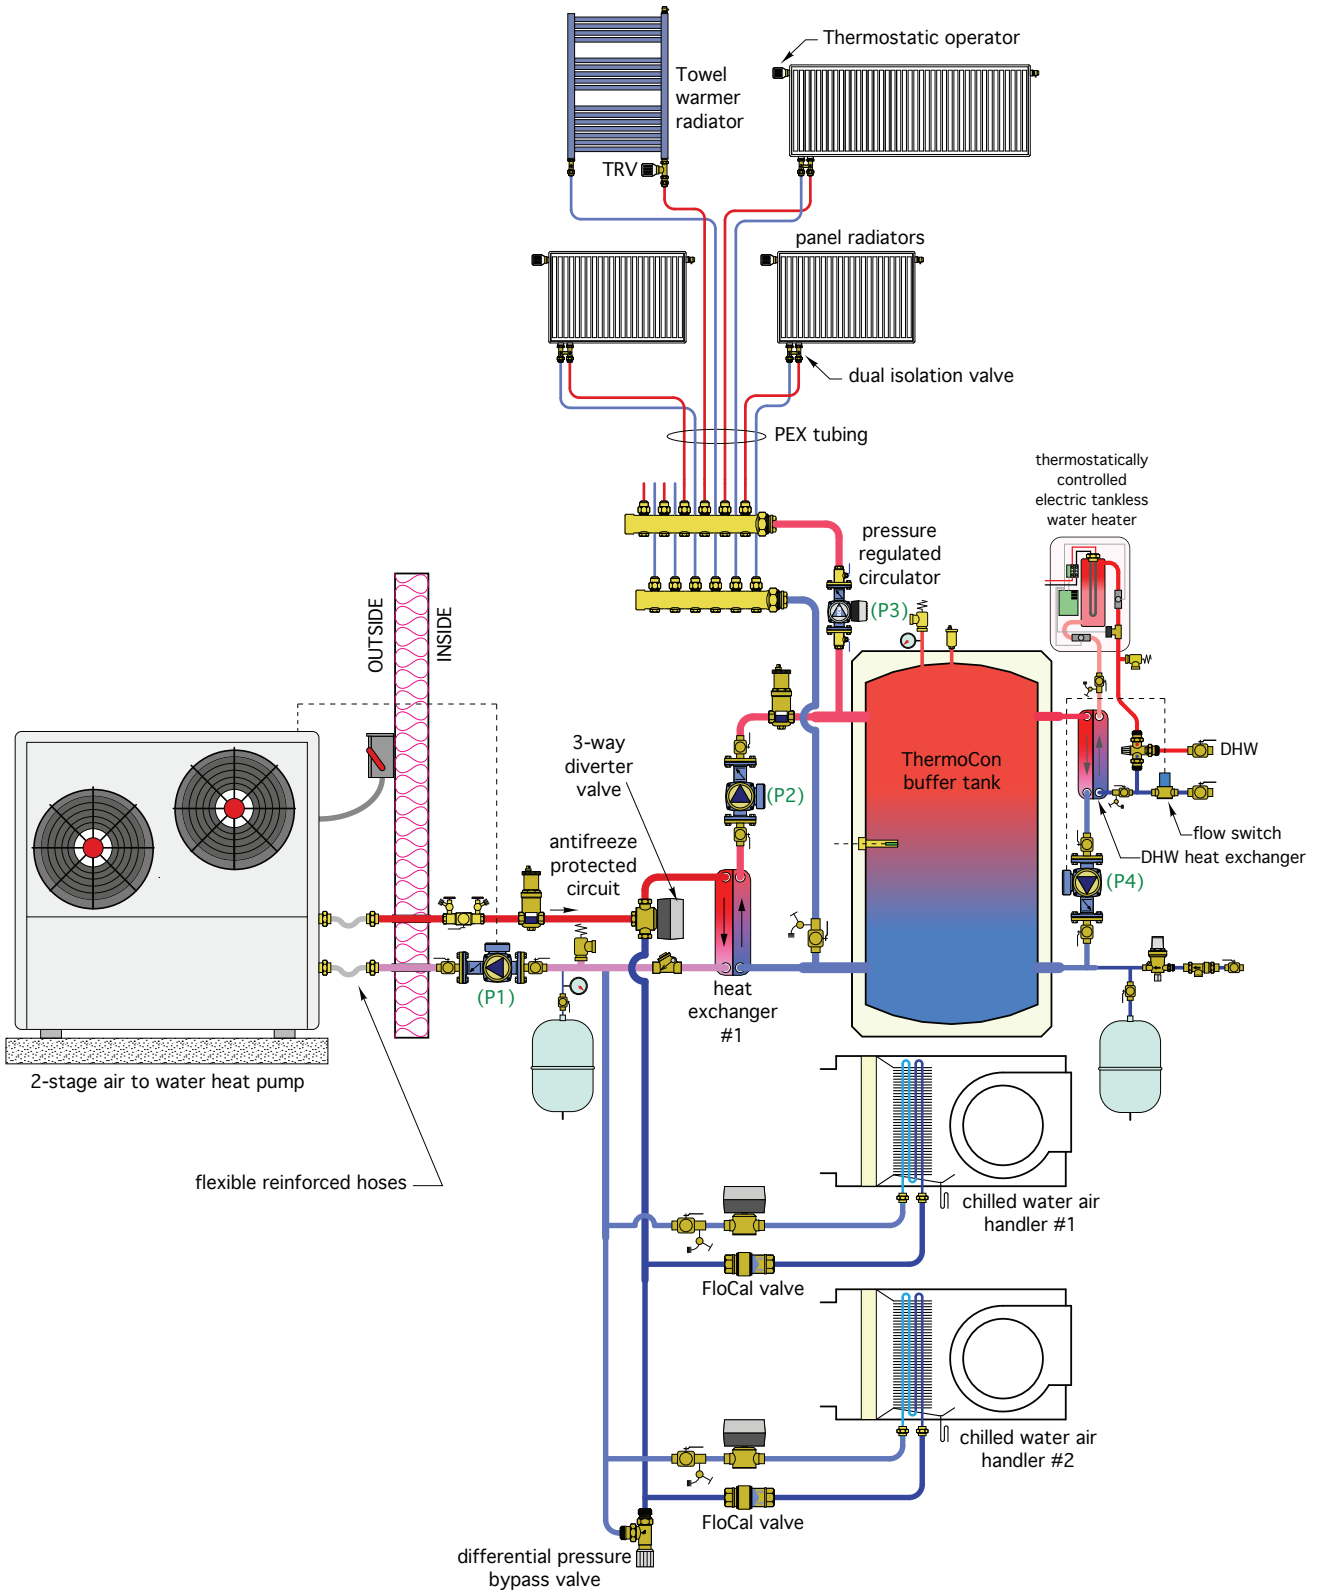 Thermostatic operator
Towel
warmer
radiator
TRV
panel radiators
dual isolation valve
PEX tubing
thermostatically
controlled
electric tankless
water heater
pressure
regulated
circulator
(P3)
OUTSIDE
INSIDE
3-way
diverter
valve
ThermoCon
buffer tank
DHW
(P2)
flow switch
antifreeze
protected
circuit
DHW heat exchanger
(P4)
(P1)
heat
exchanger
#1
2-stage air to water heat pump
flexible reinforced hoses
chilled water air
handler #1
FloCal valve
chilled water air
handler #2
FloCal valve
differential pressure
bypass valve